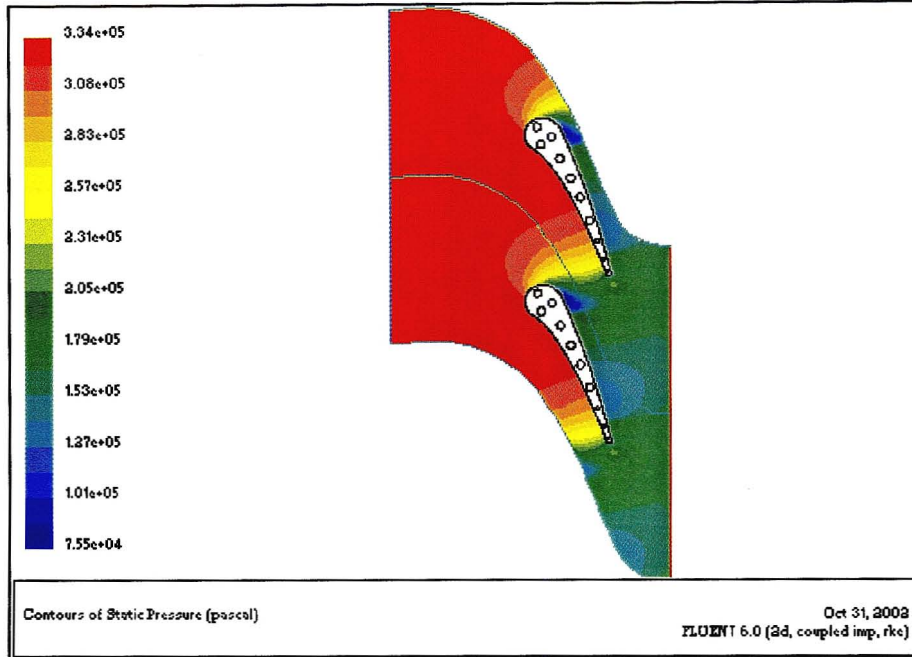 3.34e+05
3.08e+05
2.83e+05
2.57e+05
2.31e+05
2.05e+05
1.79e+05
1.53e+05
1.27e+05
1.01e+05
7.55e+04
Contours of Static Pressure (pascal)
Oct 31, 2002
FLUENT 6.0 (2d, coupled imp, rke)